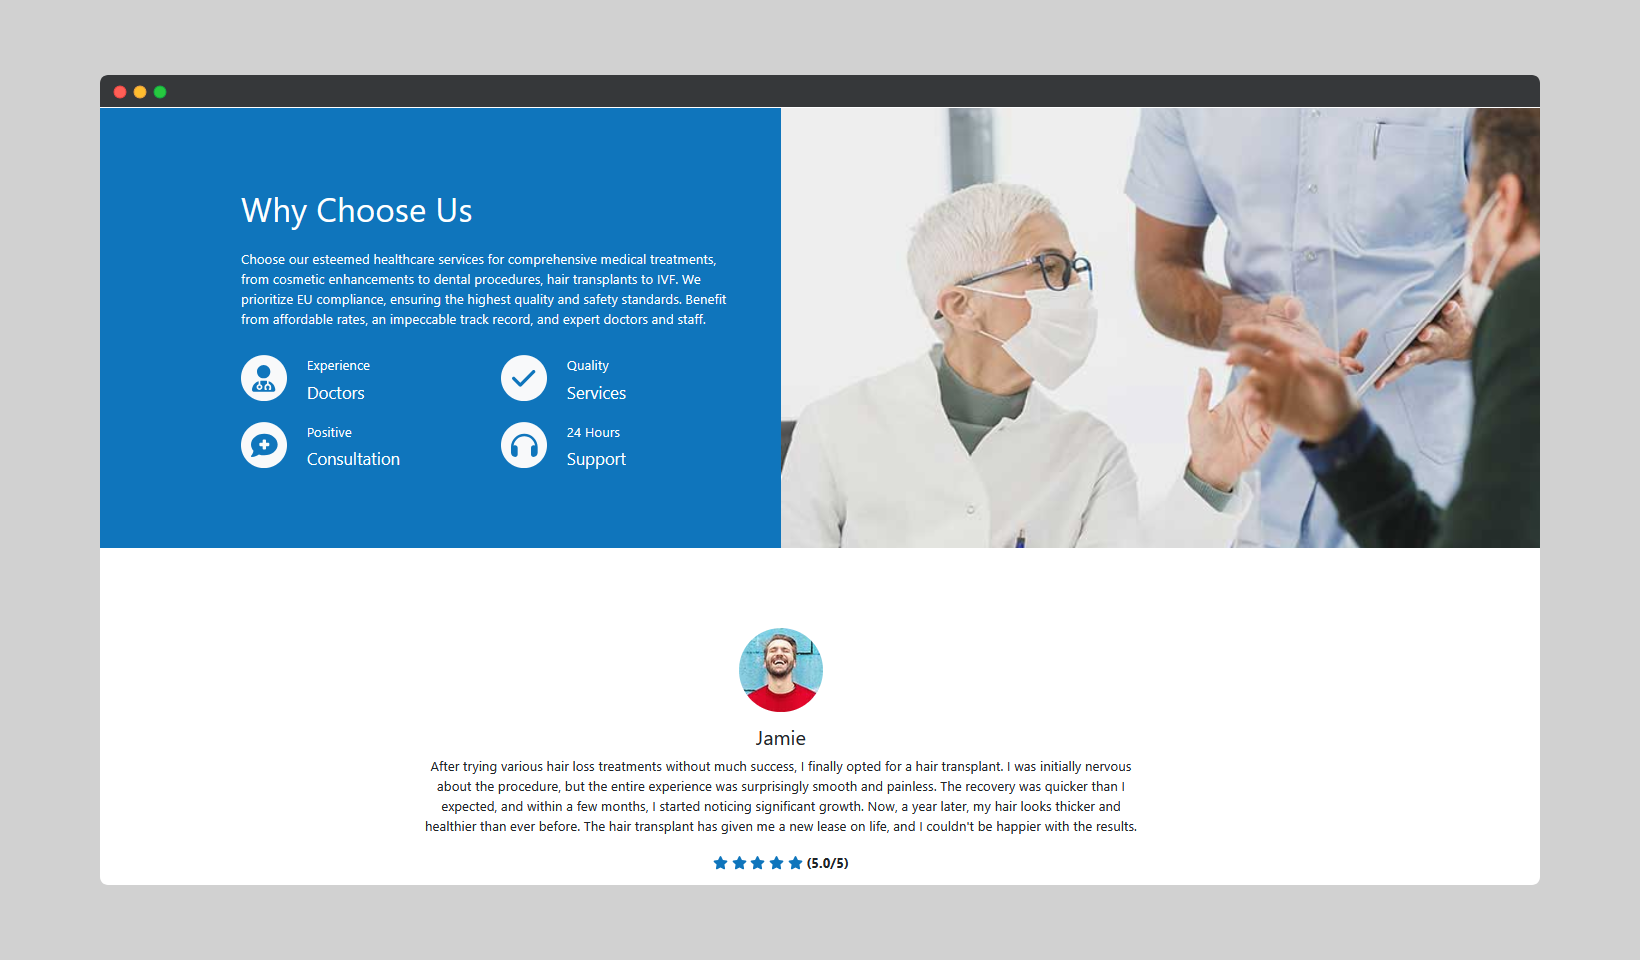 Why Choose Us
Choose our esteemed healthcare services for comprehensive medical treatments,
from cosmetic enhancements to dental procedures, hair transplants to IVF. We
prioritize EU compliance, ensuring the highest quality and safety standards. Benefit
from affordable rates, an impeccable track record, and expert doctors and staff.
Experience
Doctors
Quality
Services
Positive
Consultation
24 Hours
Support
Jamie
After trying various hair loss treatments without much success, I finally opted for a hair transplant. I was initially nervous
about the procedure, but the entire experience was surprisingly smooth and painless. The recovery was quicker than I
expected, and within a few months, I started noticing significant growth. Now, a year later, my hair looks thicker and
healthier than ever before. The hair transplant has given me a new lease on life, and I couldn't be happier with the results.
(5.0/5)